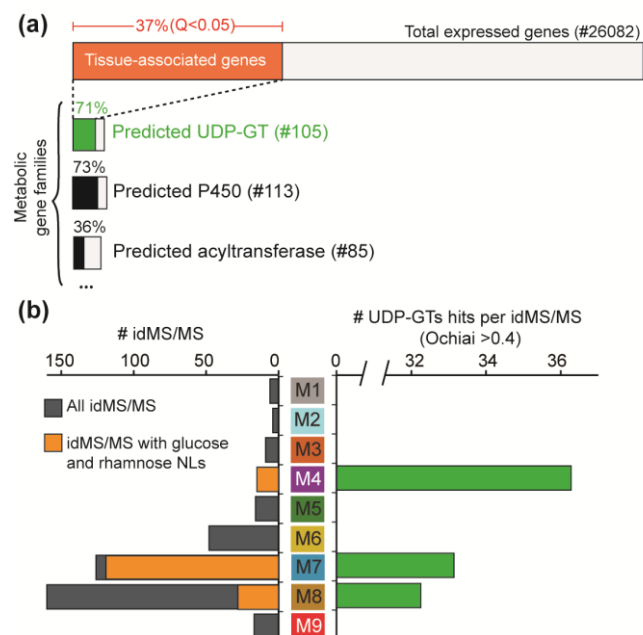 (a)
37%(Q<0.05)
Total expressed genes (#26082)
Tissue-associated genes
71%
Predicted UDP-GT (#105)
73%
Predicted P450 (#113)
36%
Predicted acyltransferase (#85)
...
Metabolic
gene families
(b)
# idMS/MS
# UDP-GTs hits per idMS/MS
(Ochiai >0.4)
150 100 50 0
0 32 34 36
All idMS/MS
idMS/MS with glucose
and rhamnose NLs
M1
M2
M3
M4
M5
M6
M7
M8
M9